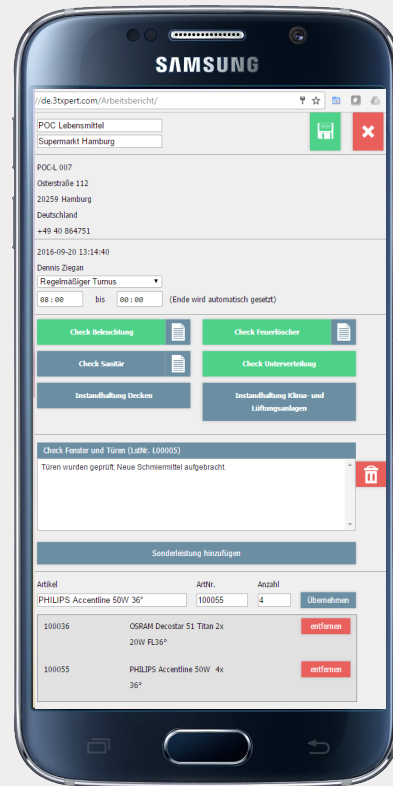 SAMSUNG
//de.3txpert.com/Arbeitsbericht/
POC Lebensmittel
Supermarkt Hamburg
POC-L 007
Osterstraße 112
20259 Hamburg
Deutschland
+49 40 864751
2016-09-20 13:14:40
Dennis Ziegan
Regelmäßiger Turnus
08:00 bis 00:00 (Ende wird automatisch gesetzt)
Check Beleuchtung Check Feuerlöscher
Check Sanitär Check Unterverteilung
Instandhaltung Decken Instandhaltung Klima- und
Lüftungsanlagen
Check Fenster und Türen (LstNr. L00005)
Türen wurden geprüft; Neue Schmiermittel aufgebracht.
Sonderleistung hinzufügen
Artikel ArtNr. Anzahl
PHILIPS Accentline 50W 36° 100055 4 Übernehmen
100036 OSRAM Decostar 51 Titan 2x entfernen
20W FL36°
100055 PHILIPS Accentline 50W 4x entfernen
36°